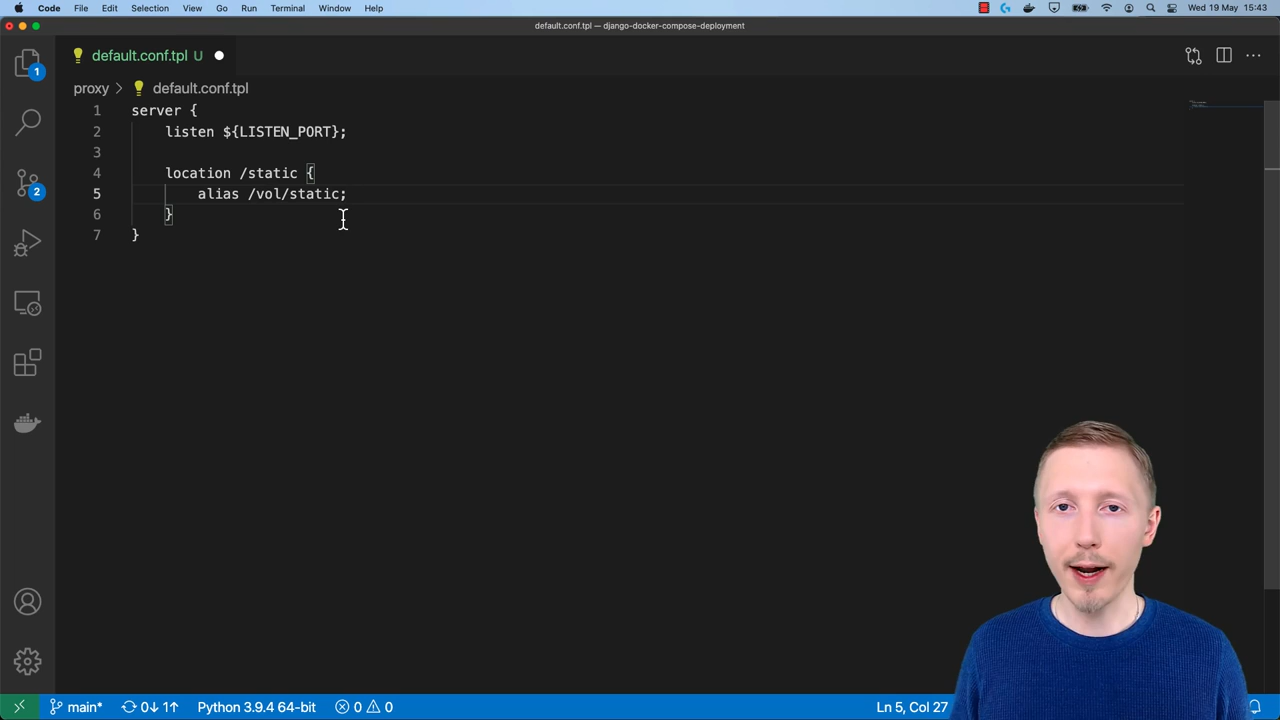 Code File Edit Selection View Go Run Terminal Window Help Wed 19 May 15:43
default.conf.tpl — django-docker-compose-deployment
default.conf.tpl U
1
proxy > default.conf.tpl
1 server {
2 listen ${LISTEN_PORT};
3
4 location /static {
5 alias /vol/static;
6 }
7 }
2
main* 0↓ 1↑ Python 3.9.4 64-bit 0 0 Ln 5, Col 27